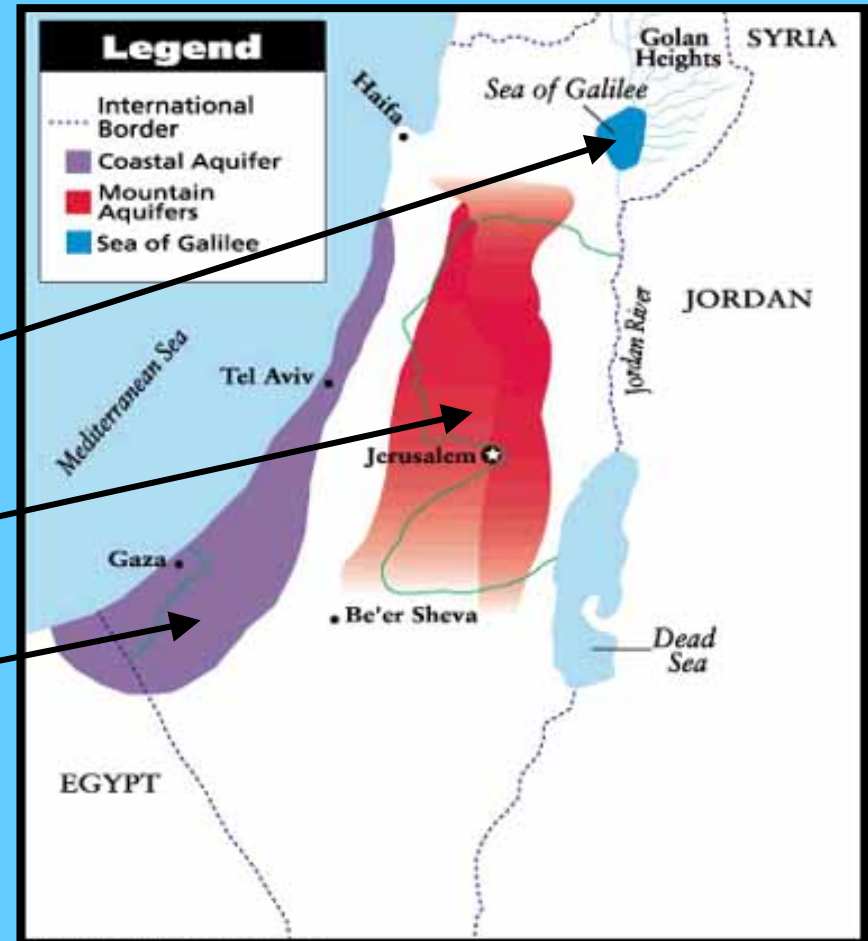 Legend
International
Border
Coastal Aquifer
Mountain
Aquifers
Sea of Galilee
Golan
Heights
SYRIA
Sea of Galilee
Haifa
JORDAN
Jordan River
Mediterranean Sea
Tel Aviv
Jerusalem
Gaza
Be'er Sheva
Dead
Sea
EGYPT